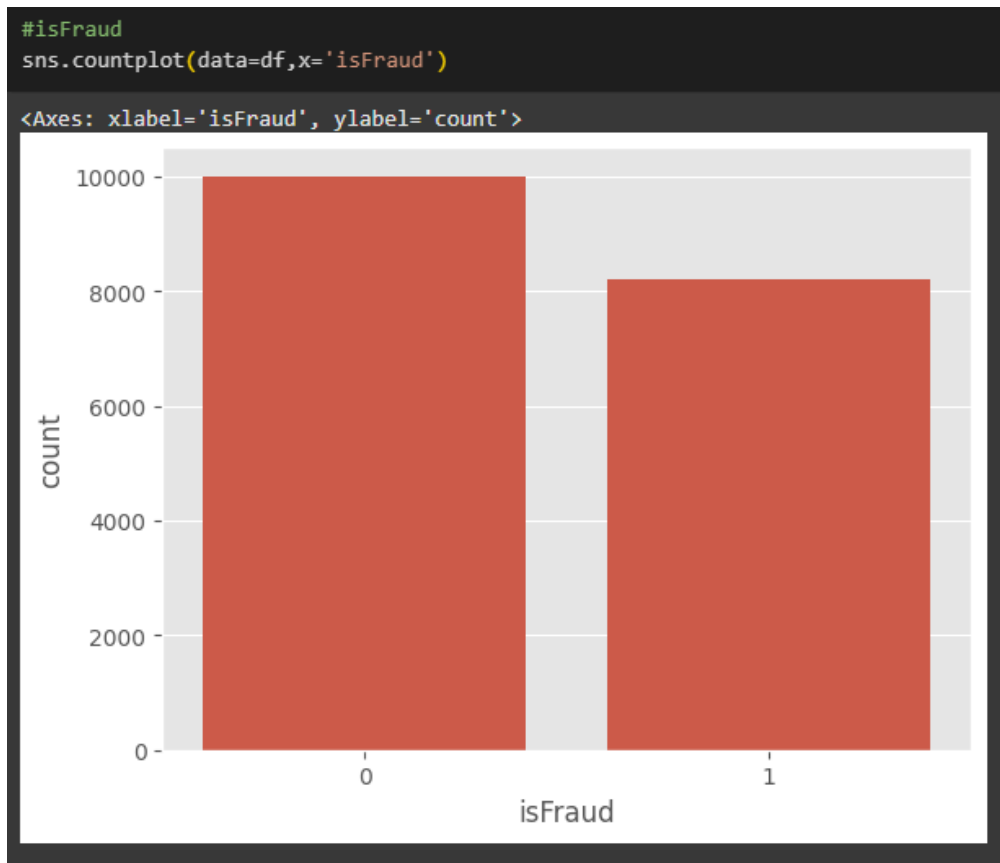 #isFraud
sns.countplot(data=df,x='isFraud')
<Axes: xlabel='isFraud', ylabel='count'>
10000
8000
6000
4000
2000
0
count
0 1
isFraud